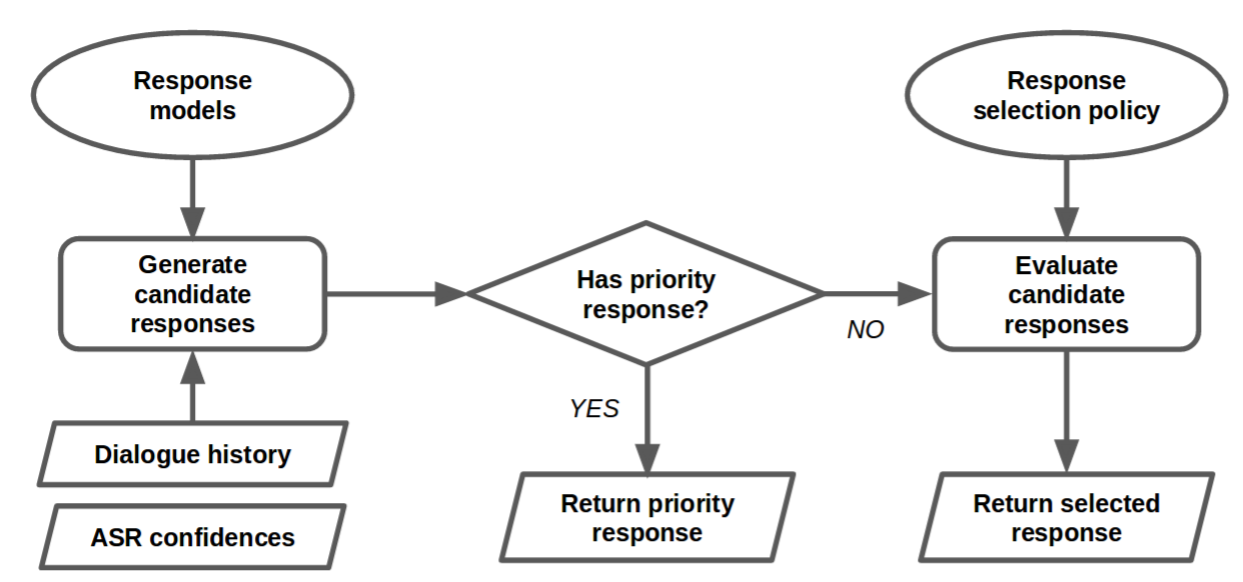 Response
models
Response
selection policy
Generate
candidate
responses
Has priority
response?
NO
Evaluate
candidate
responses
YES
Dialogue history
ASR confidences
Return priority
response
Return selected
response